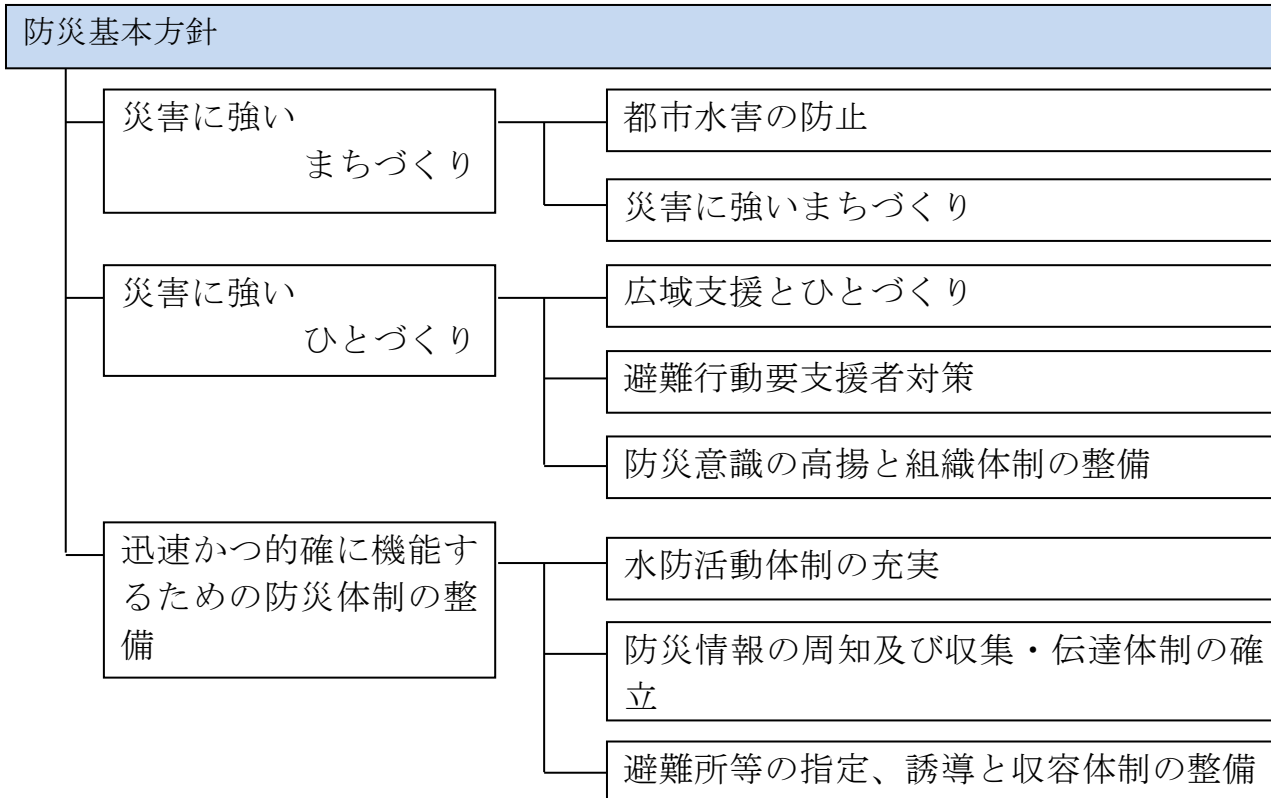 防災基本方針
災害に強い
まちづくり
都市水害の防止
災害に強いまちづくり
災害に強い
ひとづくり
広域支援とひとづくり
避難行動要支援者対策
防災意識の高揚と組織体制の整備
迅速かつ的確に機能す
るための防災体制の整
備
水防活動体制の充実
防災情報の周知及び収集・伝達体制の確
立
避難所等の指定、誘導と収容体制の整備